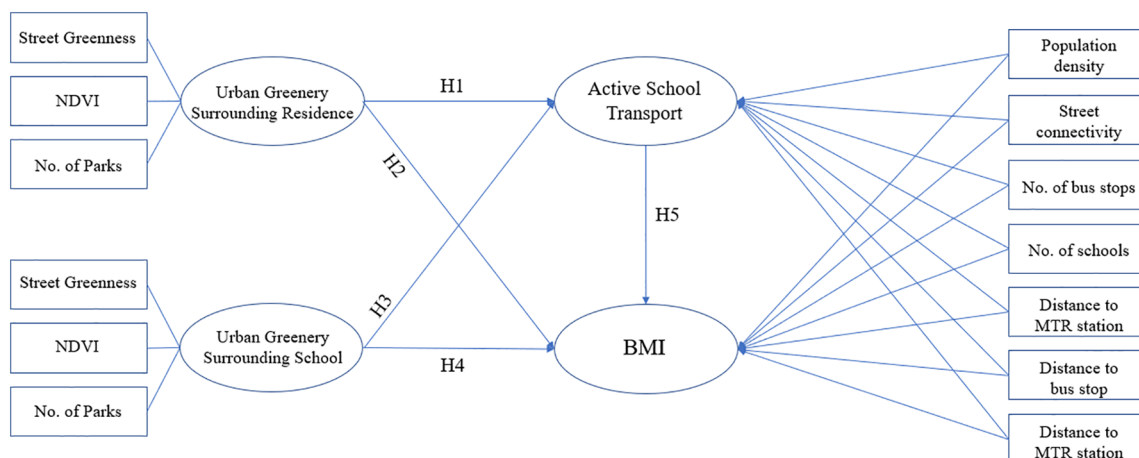 Street Greenness
NDVI
No. of Parks
Urban Greenery
Surrounding Residence
Street Greenness
NDVI
No. of Parks
Urban Greenery
Surrounding School
H1
H2
H3
H4
H5
Active School
Transport
BMI
Population
density
Street
connectivity
No. of bus stops
No. of schools
Distance to
MTR station
Distance to
bus stop
Distance to
MTR station